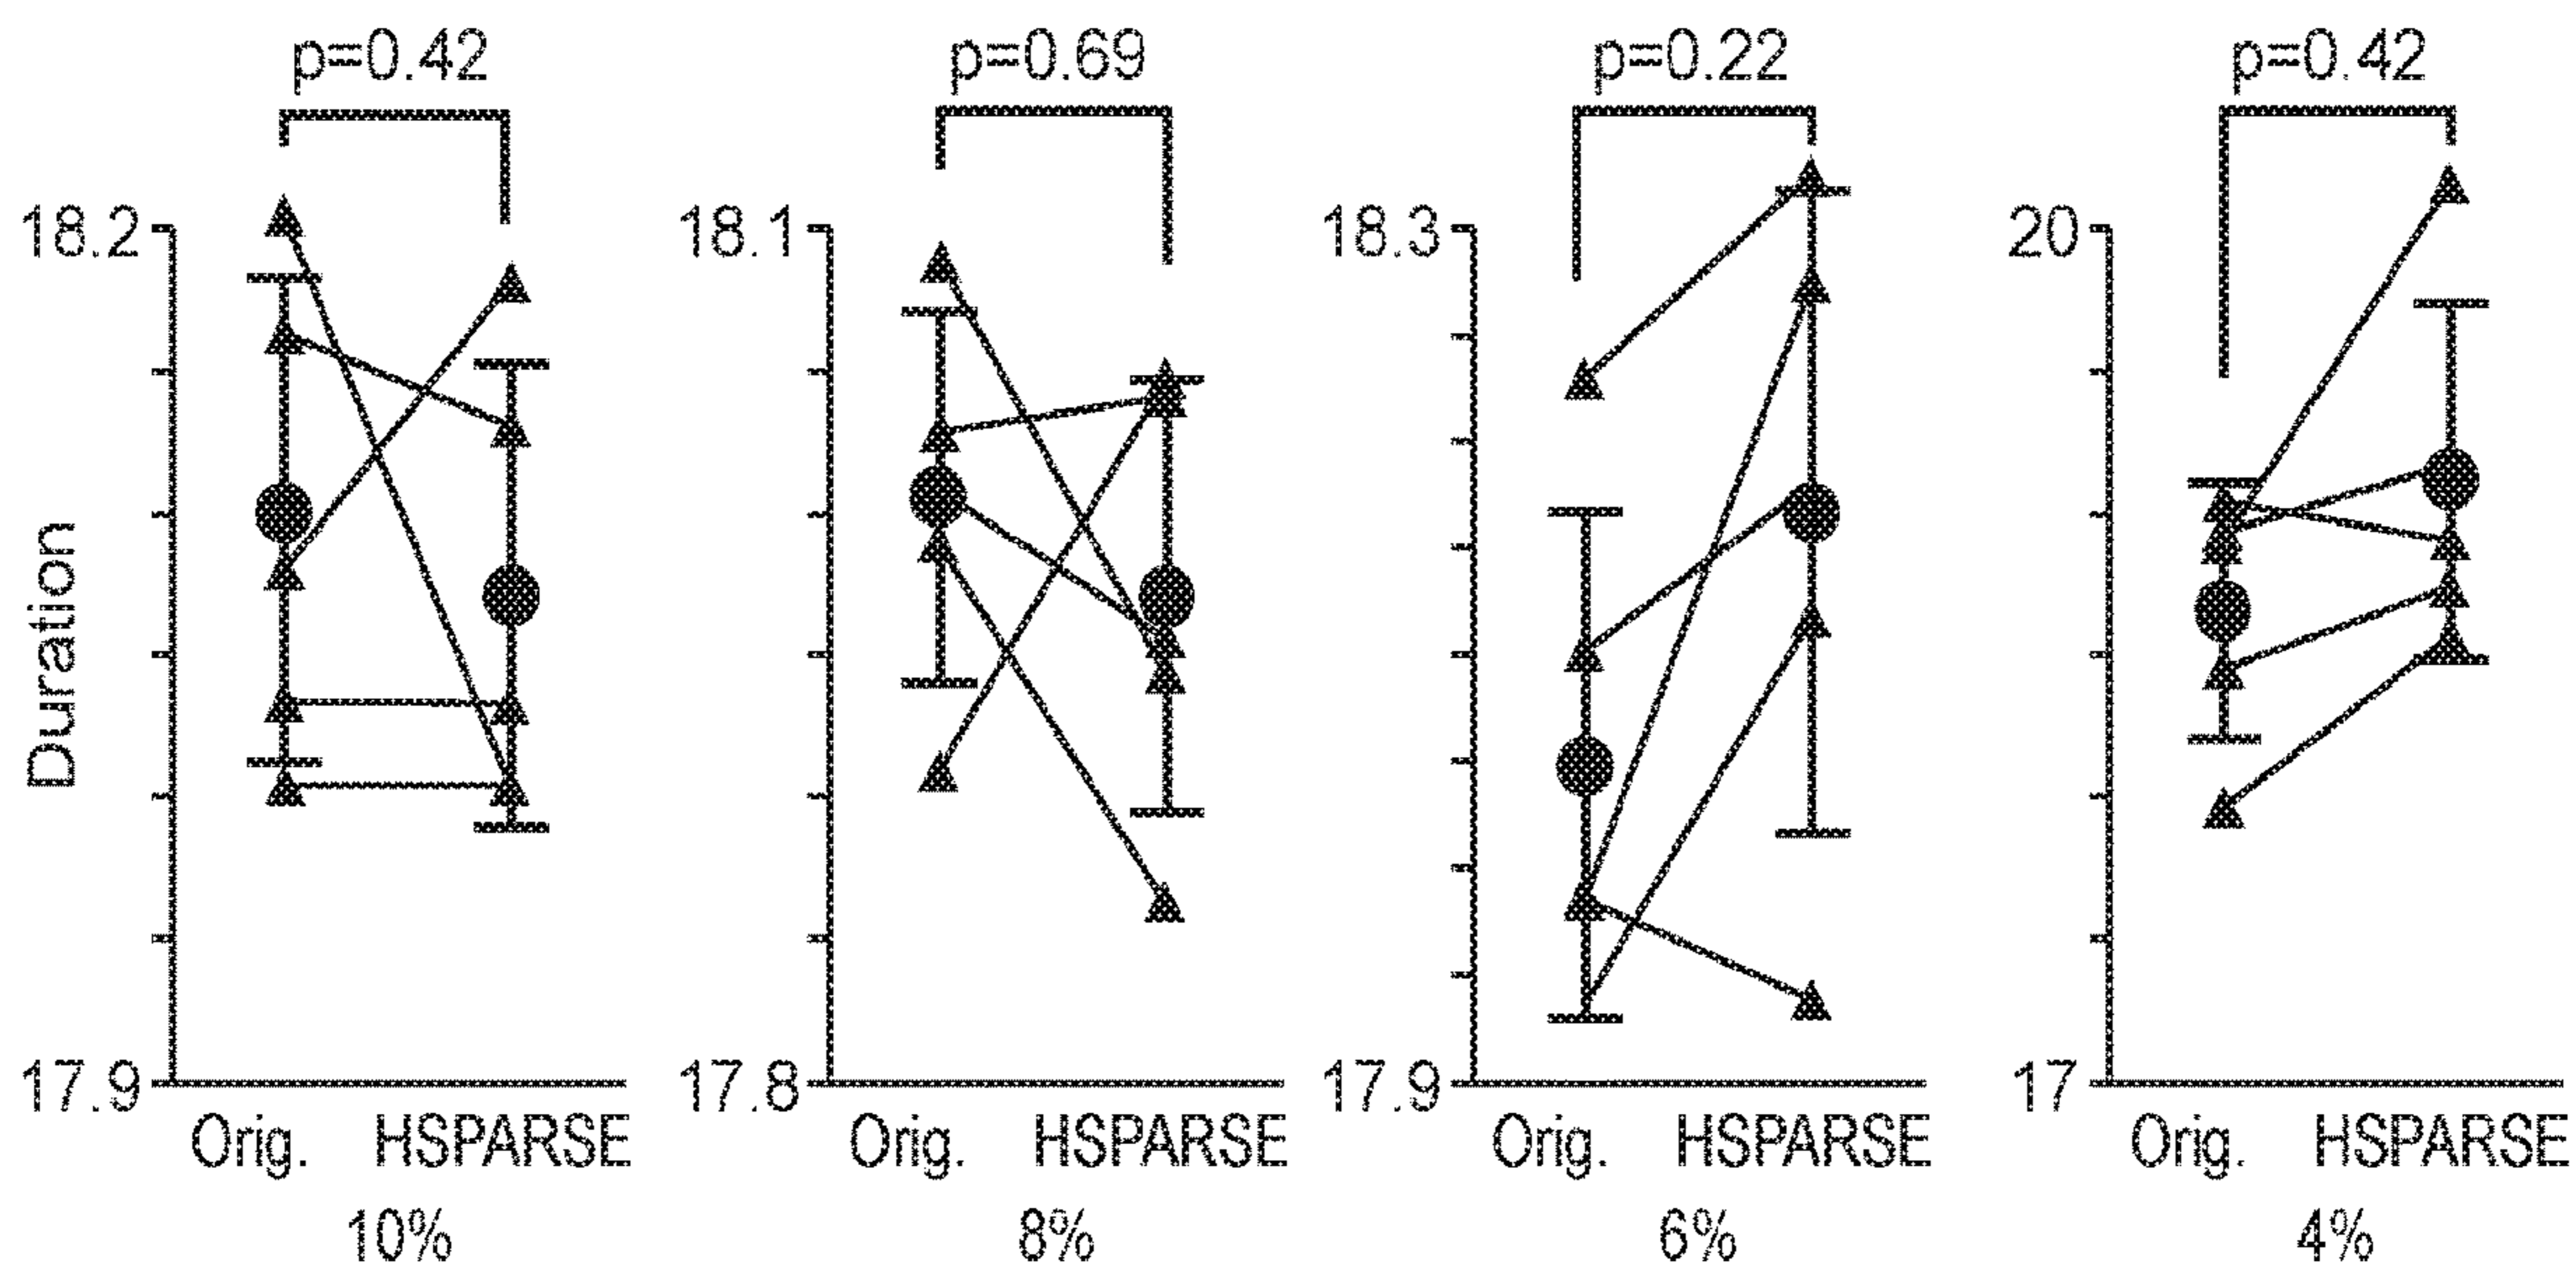 p=0.42 p=0.69 p=0.22 p=0.42
18.2 18.1 18.3 20
Duration
17.9 17.8 17.9 17
Orig. HSPARSE Orig. HSPARSE Orig. HSPARSE Orig. HSPARSE
10% 8% 6% 4%